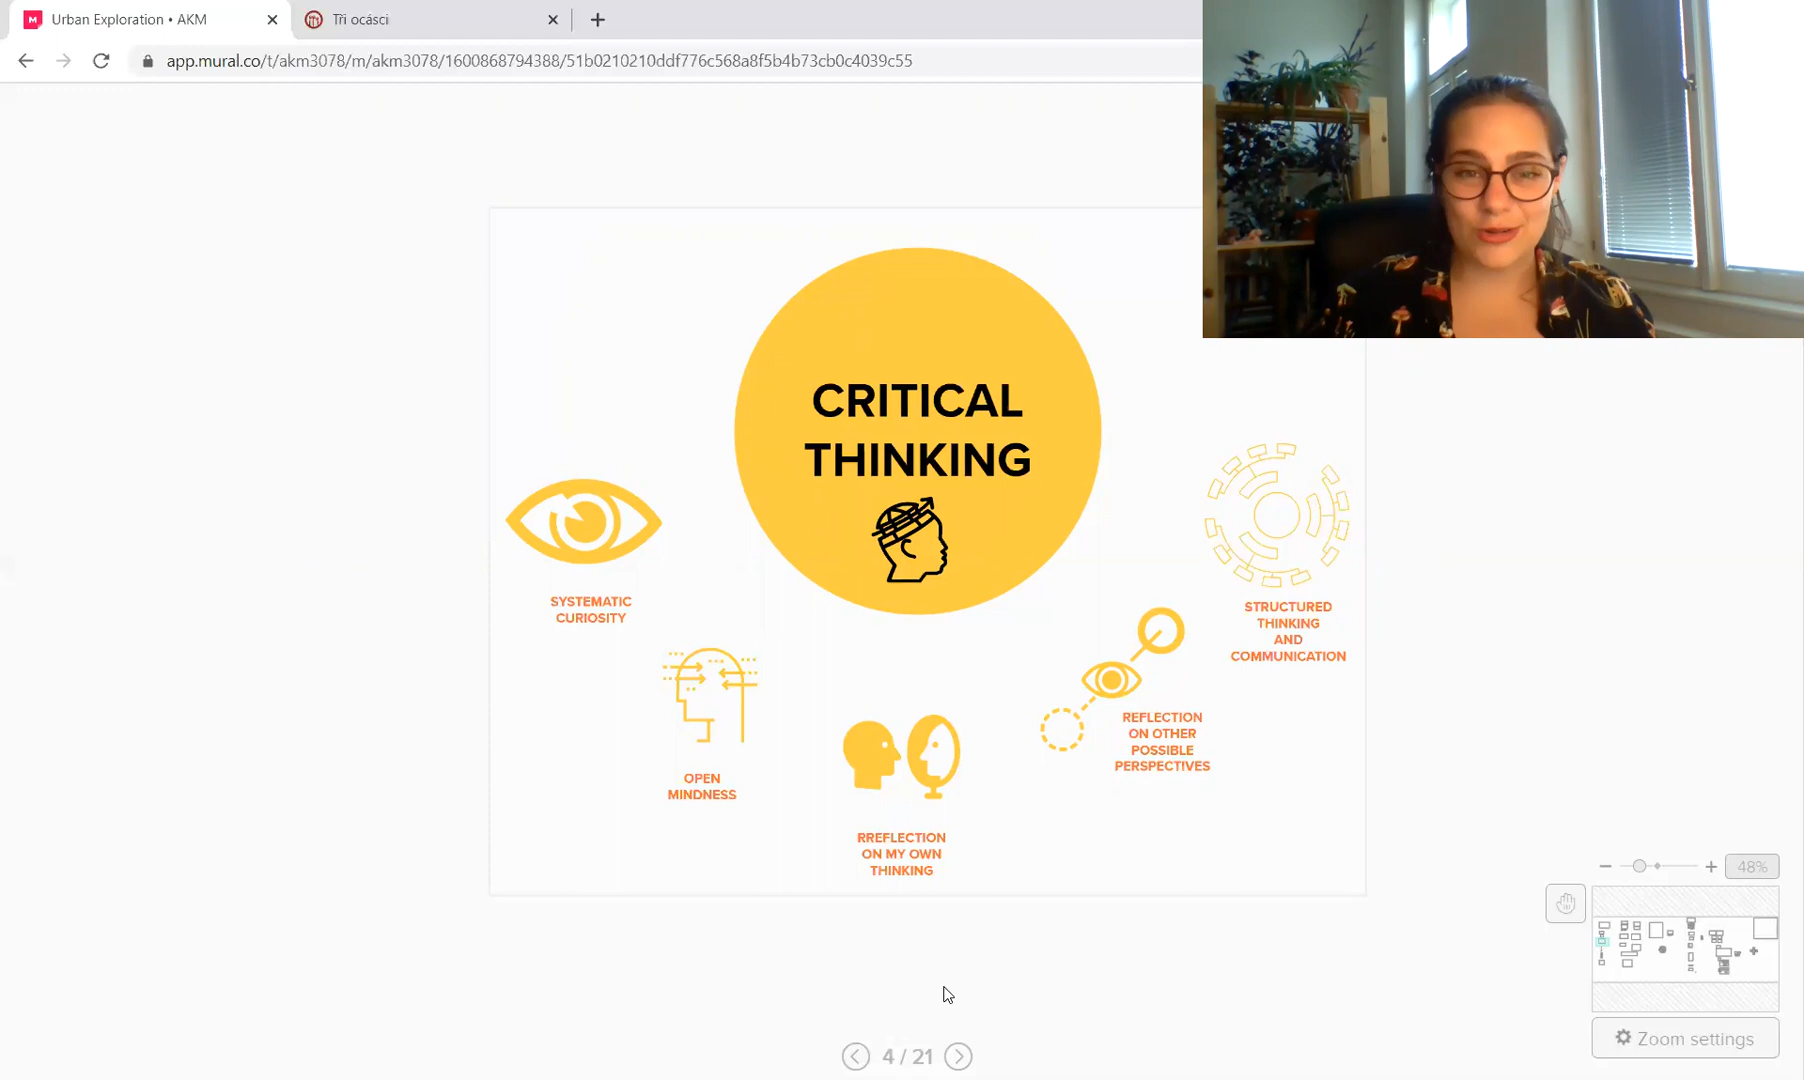 Urban Exploration • AKM
Tři ocásci
app.mural.co/t/akm3078/m/akm3078/1600868794388/51b0210210ddf776c568a8f5b4b73cb0c4039c55
CRITICAL
THINKING
SYSTEMATIC
CURIOSITY
OPEN
MINDNESS
RREFLECTION
ON MY OWN
THINKING
REFLECTION
ON OTHER
POSSIBLE
PERSPECTIVES
STRUCTURED
THINKING
AND
COMMUNICATION
48%
4 / 21
Zoom settings